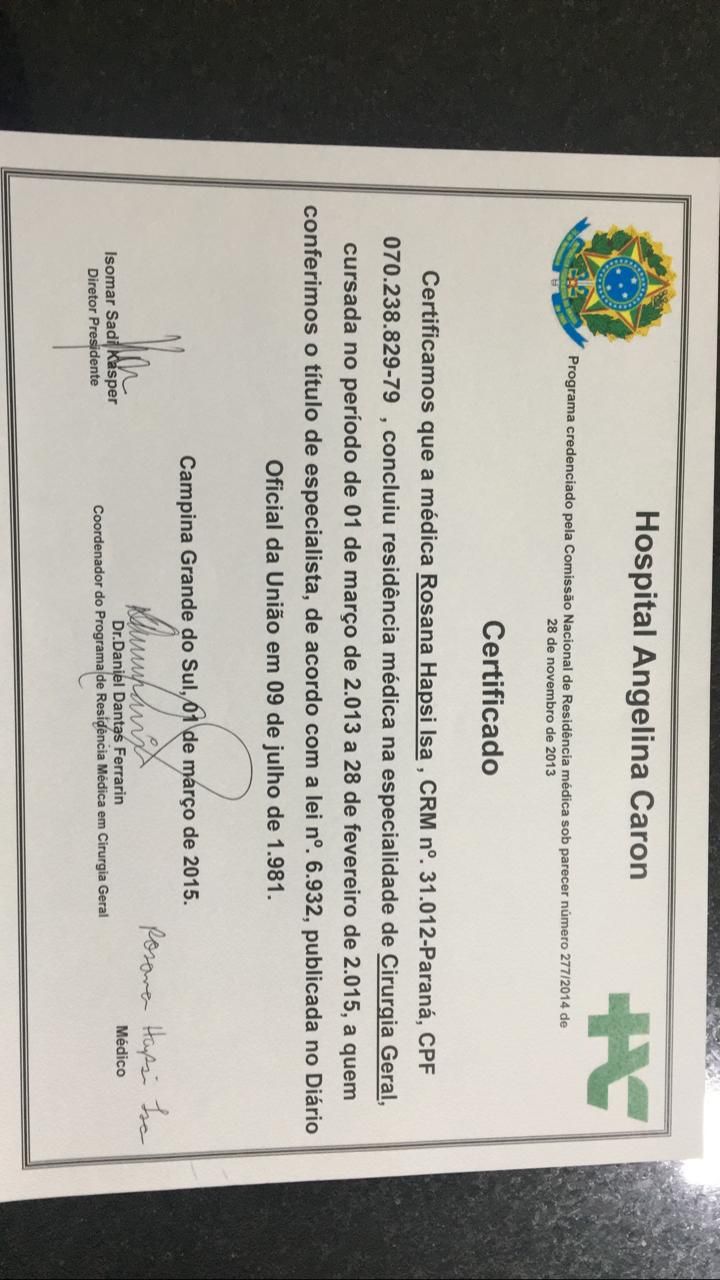 Hospital Angelina Caron
Programa credenciado pela Comissão Nacional de Residência médica sob parecer número 277/2014 de
28 de novembro de 2013
Certificado
Certificamos que a médica Rosana Hapsi Isa , CRM nº. 31.012-Paraná, CPF
070.238.829-79 , concluiu residência médica na especialidade de Cirurgia Geral,
cursada no período de 01 de março de 2.013 a 28 de fevereiro de 2.015, a quem
conferimos o título de especialista, de acordo com a lei nº. 6.932, publicada no Diário
Oficial da União em 09 de julho de 1.981.
Campina Grande do Sul, 01 de março de 2015.
Isomar Sadi Kasper
Diretor Presidente
Dr.Daniel Dantas Ferrarin
Coordenador do Programa de Residência Médica em Cirurgia Geral
Rosana Hapsi Isa
Médico